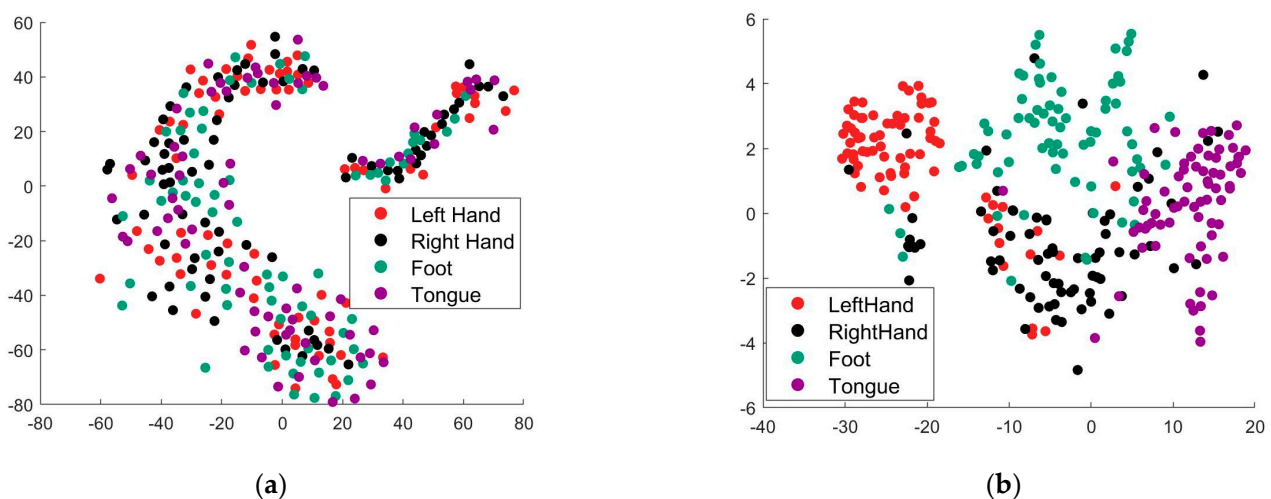 60
40
20
0
-20
-40
-60
-80
-80 -60 -40 -20 0 20 40 60 80
Left Hand
Right Hand
Foot
Tongue
(a)
6
4
2
0
-2
-4
-6
-40 -30 -20 -10 0 10 20
LeftHand
RightHand
Foot
Tongue
(b)